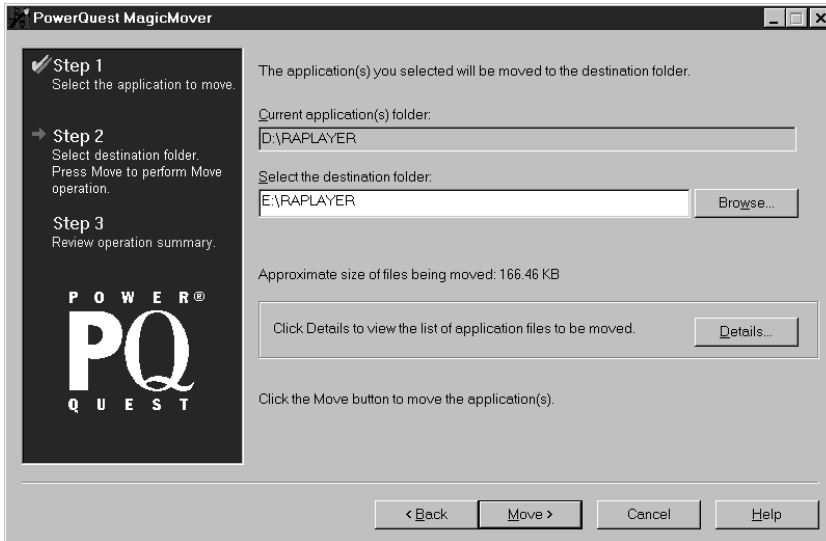 PowerQuest MagicMover
Step 1
Select the application to move.
Step 2
Select destination folder.
Press Move to perform Move
operation.
Step 3
Review operation summary.
POWER®
PQ
QUEST
The application(s) you selected will be moved to the destination folder.
Current application(s) folder:
D:\RAPLAYER
Select the destination folder:
E:\RAPLAYER
Browse...
Approximate size of files being moved: 166.46 KB
Click Details to view the list of application files to be moved.
Details...
Click the Move button to move the application(s).
< Back
Move >
Cancel
Help